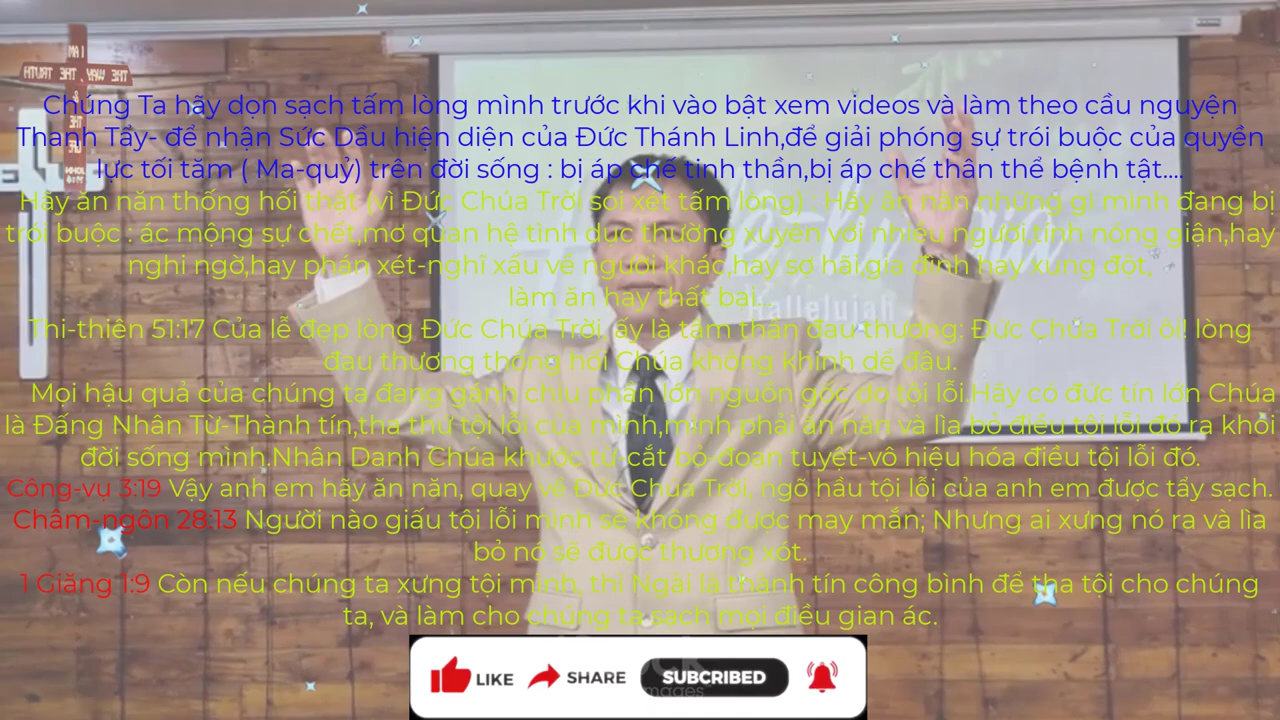 Chúng Ta hãy dọn sạch tấm lòng mình trước khi vào bật xem videos và làm theo cầu nguyện
Thanh Tẩy- để nhận Sức Dầu hiện diện của Đức Thánh Linh,để giải phóng sự trói buộc của quyền
lực tối tăm ( Ma-quỷ) trên đời sống : bị áp chế tinh thần,bị áp chế thân thể bệnh tật....
Hãy ăn năn thống hối thật (vì Đức Chúa Trời soi xét tấm lòng) : Hãy ăn năn những gì mình đang bị
trói buộc : ác mộng sự chết,mơ quan hệ tình dục thường xuyên với nhiều người,tính nóng giận,hay
nghi ngờ,hay phán xét-nghĩ xấu về người khác,hay sợ hãi,gia đình hay xung đột,
làm ăn hay thất bại...
Thi-thiên 51:17 Của lễ đẹp lòng Đức Chúa Trời, ấy là tâm thần đau thương: Đức Chúa Trời ôi! lòng
đau thương thống hối Chúa không khinh dể đâu.
Mọi hậu quả của chúng ta đang gánh chịu phần lớn nguồn gốc do tội lỗi.Hãy có đức tín lớn Chúa
là Đấng Nhân Từ-Thành tín,tha thứ tội lỗi của mình,mình phải ăn năn và lìa bỏ điều tội lỗi đó ra khỏi
đời sống mình.Nhân Danh Chúa khước từ-cắt bỏ-đoạn tuyệt-vô hiệu hóa điều tội lỗi đó.
Công-vụ 3:19 Vậy anh em hãy ăn năn, quay về Đức Chúa Trời, ngõ hầu tội lỗi của anh em được tẩy sạch.
Châm-ngôn 28:13 Người nào giấu tội lỗi mình sẽ không được may mắn; Nhưng ai xưng nó ra và lìa
bỏ nó sẽ được thương xót.
1 Giăng 1:9 Còn nếu chúng ta xưng tội mình, thì Ngài là thành tín công bình để tha tội cho chúng
ta, và làm cho chúng ta sạch mọi điều gian ác.
Hallelujah
LIKE SHARE SUBCRIBED